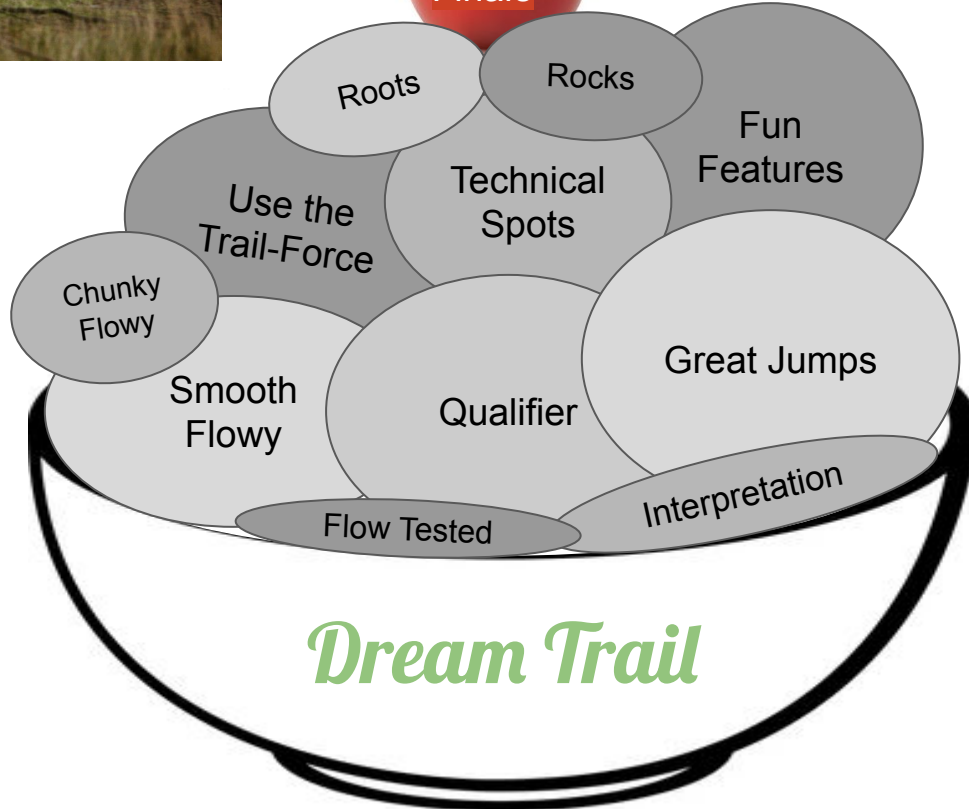 Roots
Rocks
Fun
Features
Technical
Spots
Use the
Trail-Force
Chunky
Flowy
Great Jumps
Smooth
Flowy
Qualifier
Interpretation
Flow Tested
Dream Trail